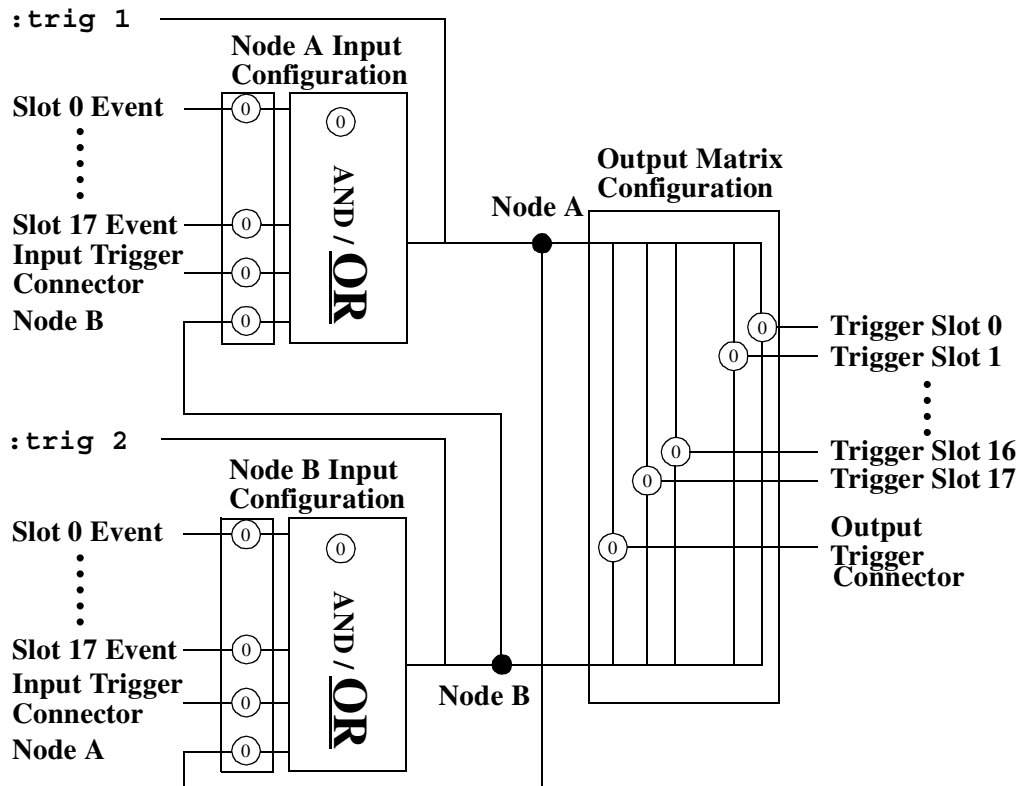 :trig 1
Node A Input
Configuration
Slot 0 Event
0
0
AND / OR
Slot 17 Event
0
Input Trigger
Connector
0
Node B
0
Node A
Output Matrix
Configuration
0
Trigger Slot 0
0
Trigger Slot 1
0
Trigger Slot 16
0
Trigger Slot 17
0
Output
Trigger
Connector
:trig 2
Node B Input
Configuration
Slot 0 Event
0
0
AND / OR
Slot 17 Event
0
Input Trigger
Connector
0
Node A
0
Node B